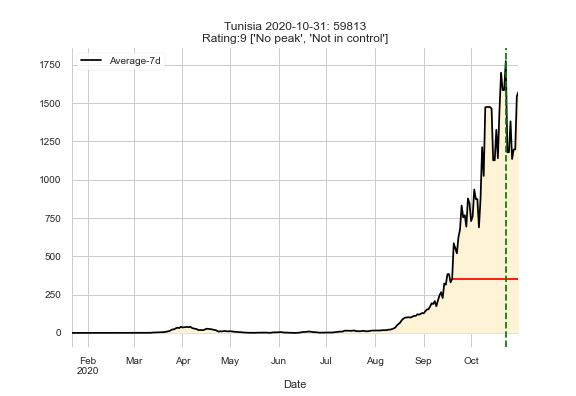 Tunisia 2020-10-31: 59813
Rating:9 ['No peak', 'Not in control']
Average-7d
1750
1500
1250
1000
750
500
250
0
Feb Mar Apr May Jun Jul Aug Sep Oct
2020
Date